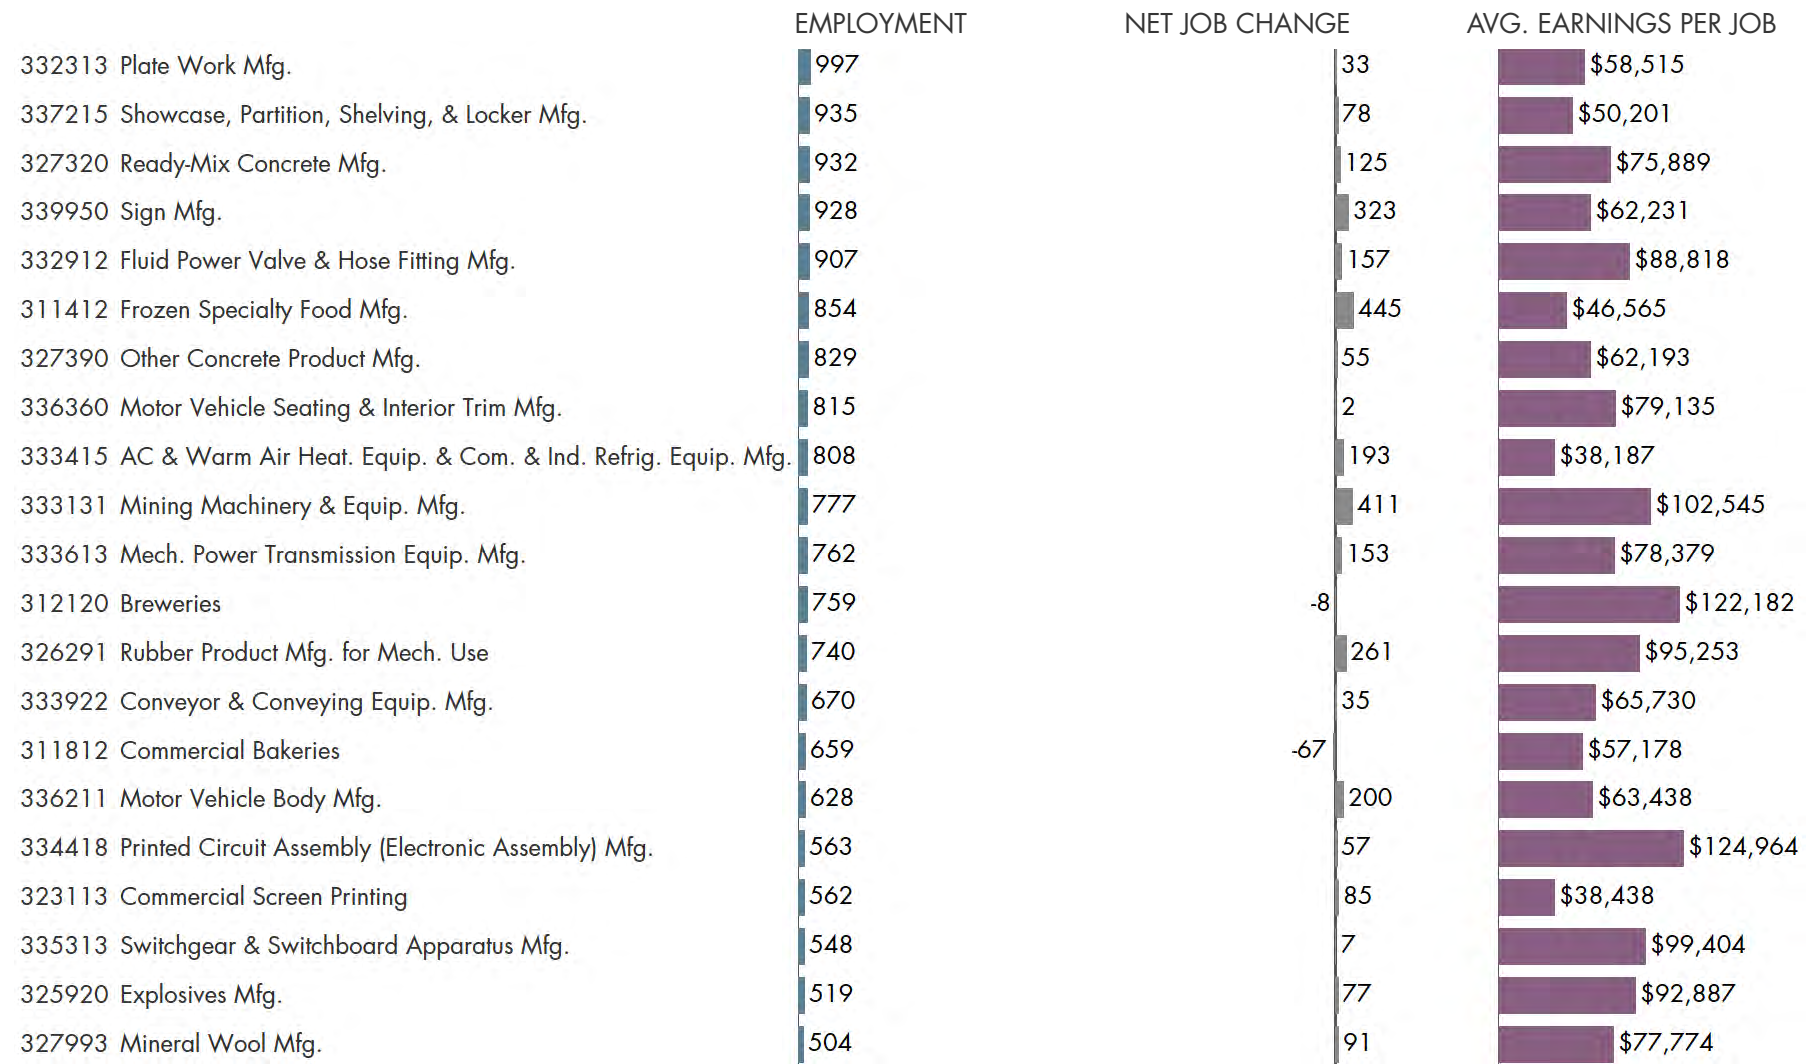 EMPLOYMENT NET JOB CHANGE AVG. EARNINGS PER JOB
332313 Plate Work Mfg. 997 33 $58,515
337215 Showcase, Partition, Shelving, & Locker Mfg. 935 78 $50,201
327320 Ready-Mix Concrete Mfg. 932 125 $75,889
339950 Sign Mfg. 928 323 $62,231
332912 Fluid Power Valve & Hose Fitting Mfg. 907 157 $88,818
311412 Frozen Specialty Food Mfg. 854 445 $46,565
327390 Other Concrete Product Mfg. 829 55 $62,193
336360 Motor Vehicle Seating & Interior Trim Mfg. 815 2 $79,135
333415 AC & Warm Air Heat. Equip. & Com. & Ind. Refrig. Equip. Mfg. 808 193 $38,187
333131 Mining Machinery & Equip. Mfg. 777 411 $102,545
333613 Mech. Power Transmission Equip. Mfg. 762 153 $78,379
312120 Breweries 759 -8 $122,182
326291 Rubber Product Mfg. for Mech. Use 740 261 $95,253
333922 Conveyor & Conveying Equip. Mfg. 670 35 $65,730
311812 Commercial Bakeries 659 -67 $57,178
336211 Motor Vehicle Body Mfg. 628 200 $63,438
334418 Printed Circuit Assembly (Electronic Assembly) Mfg. 563 57 $124,964
323113 Commercial Screen Printing 562 85 $38,438
335313 Switchgear & Switchboard Apparatus Mfg. 548 7 $99,404
325920 Explosives Mfg. 519 77 $92,887
327993 Mineral Wool Mfg. 504 91 $77,774